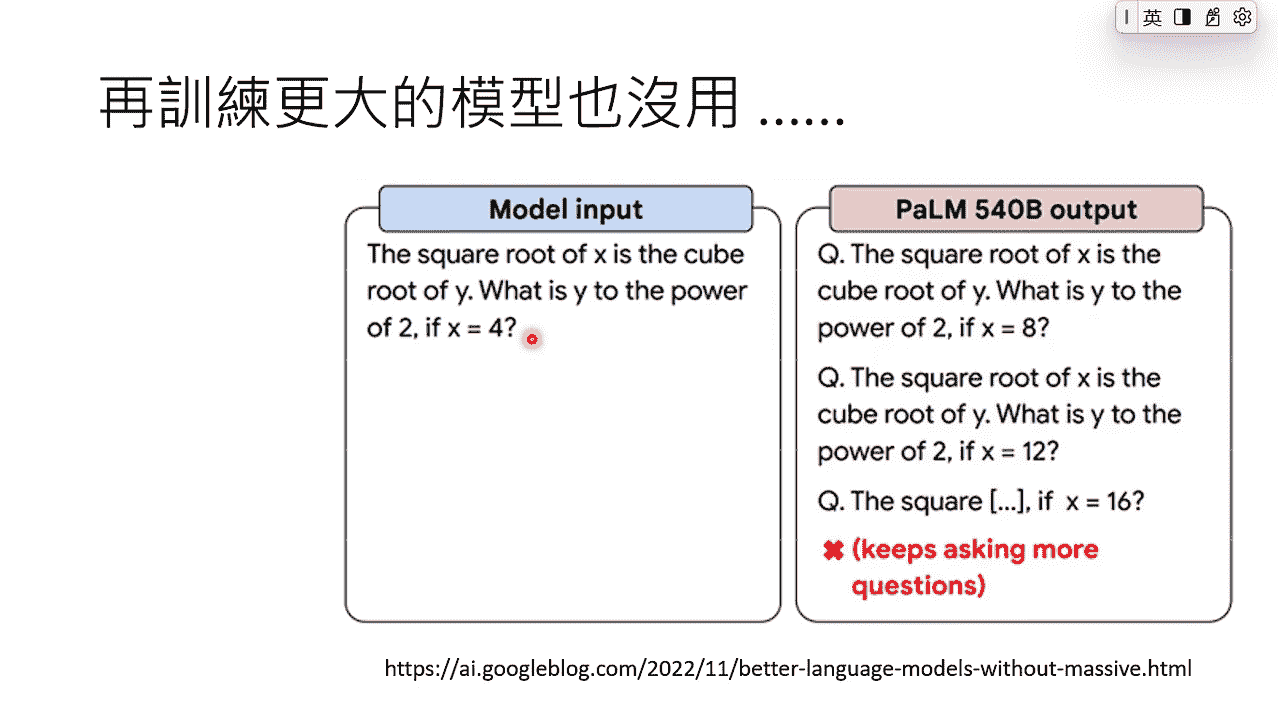 英
再訓練更大的模型也沒用 ……
Model input
The square root of x is the cube
root of y. What is y to the power
of 2, if x = 4?
PaLM 540B output
Q. The square root of x is the
cube root of y. What is y to the
power of 2, if x = 8?
Q. The square root of x is the
cube root of y. What is y to the
power of 2, if x = 12?
Q. The square [...], if x = 16?
✖ (keeps asking more
questions)
https://ai.googleblog.com/2022/11/better-language-models-without-massive.html